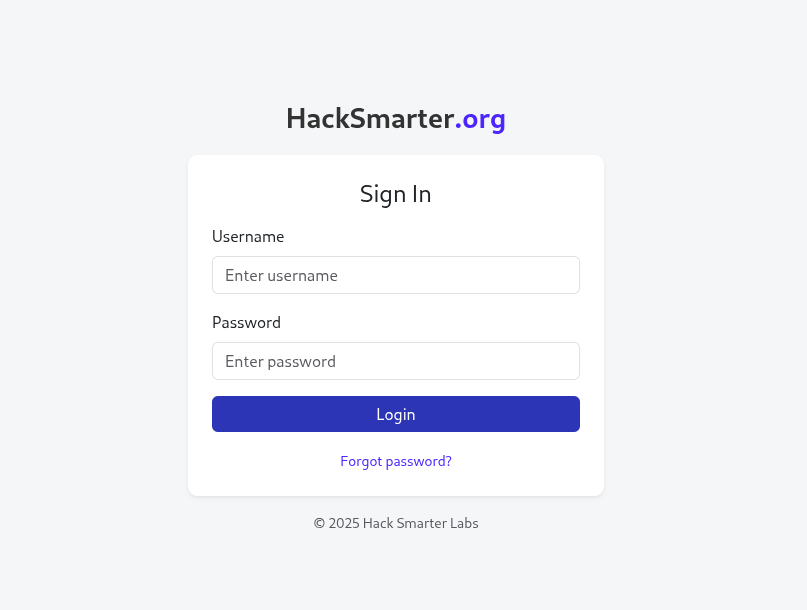 HackSmarter.org
Sign In
Username
Enter username
Password
Enter password
Login
Forgot password?
© 2025 Hack Smarter Labs